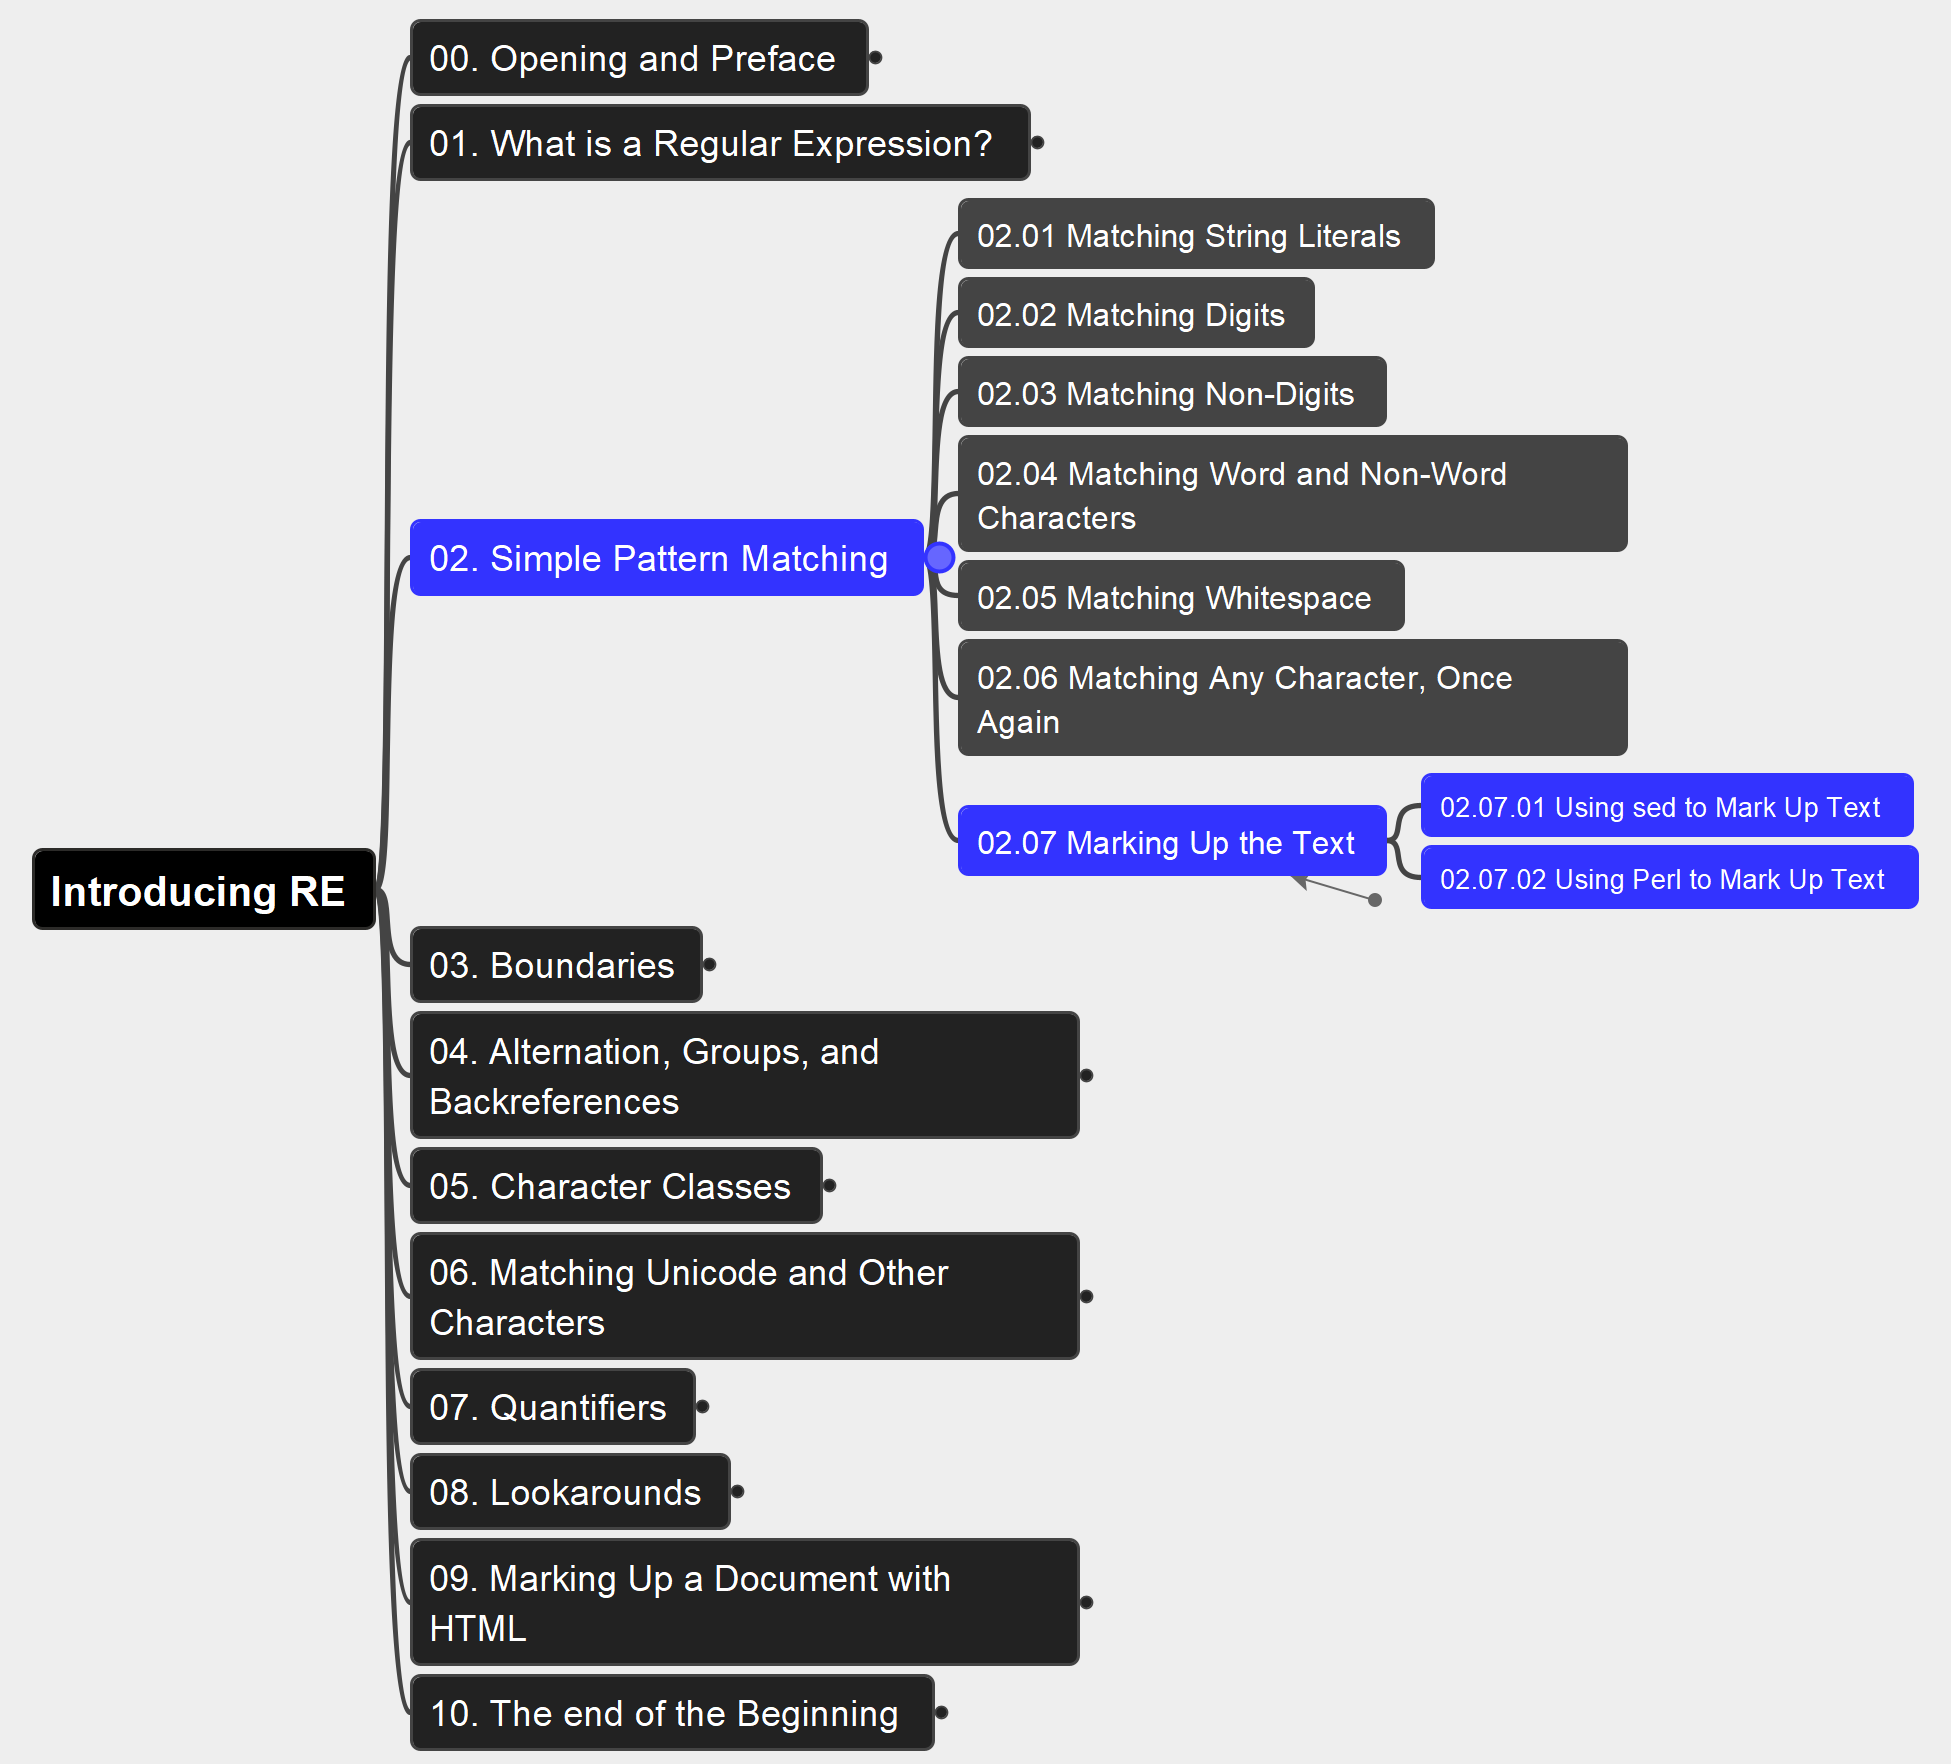 00. Opening and Preface
01. What is a Regular Expression?
02.01 Matching String Literals
02.02 Matching Digits
02.03 Matching Non-Digits
02.04 Matching Word and Non-Word
Characters
02. Simple Pattern Matching
02.05 Matching Whitespace
02.06 Matching Any Character, Once
Again
02.07 Marking Up the Text
02.07.01 Using sed to Mark Up Text
02.07.02 Using Perl to Mark Up Text
Introducing RE
03. Boundaries
04. Alternation, Groups, and
Backreferences
05. Character Classes
06. Matching Unicode and Other
Characters
07. Quantifiers
08. Lookarounds
09. Marking Up a Document with
HTML
10. The end of the Beginning